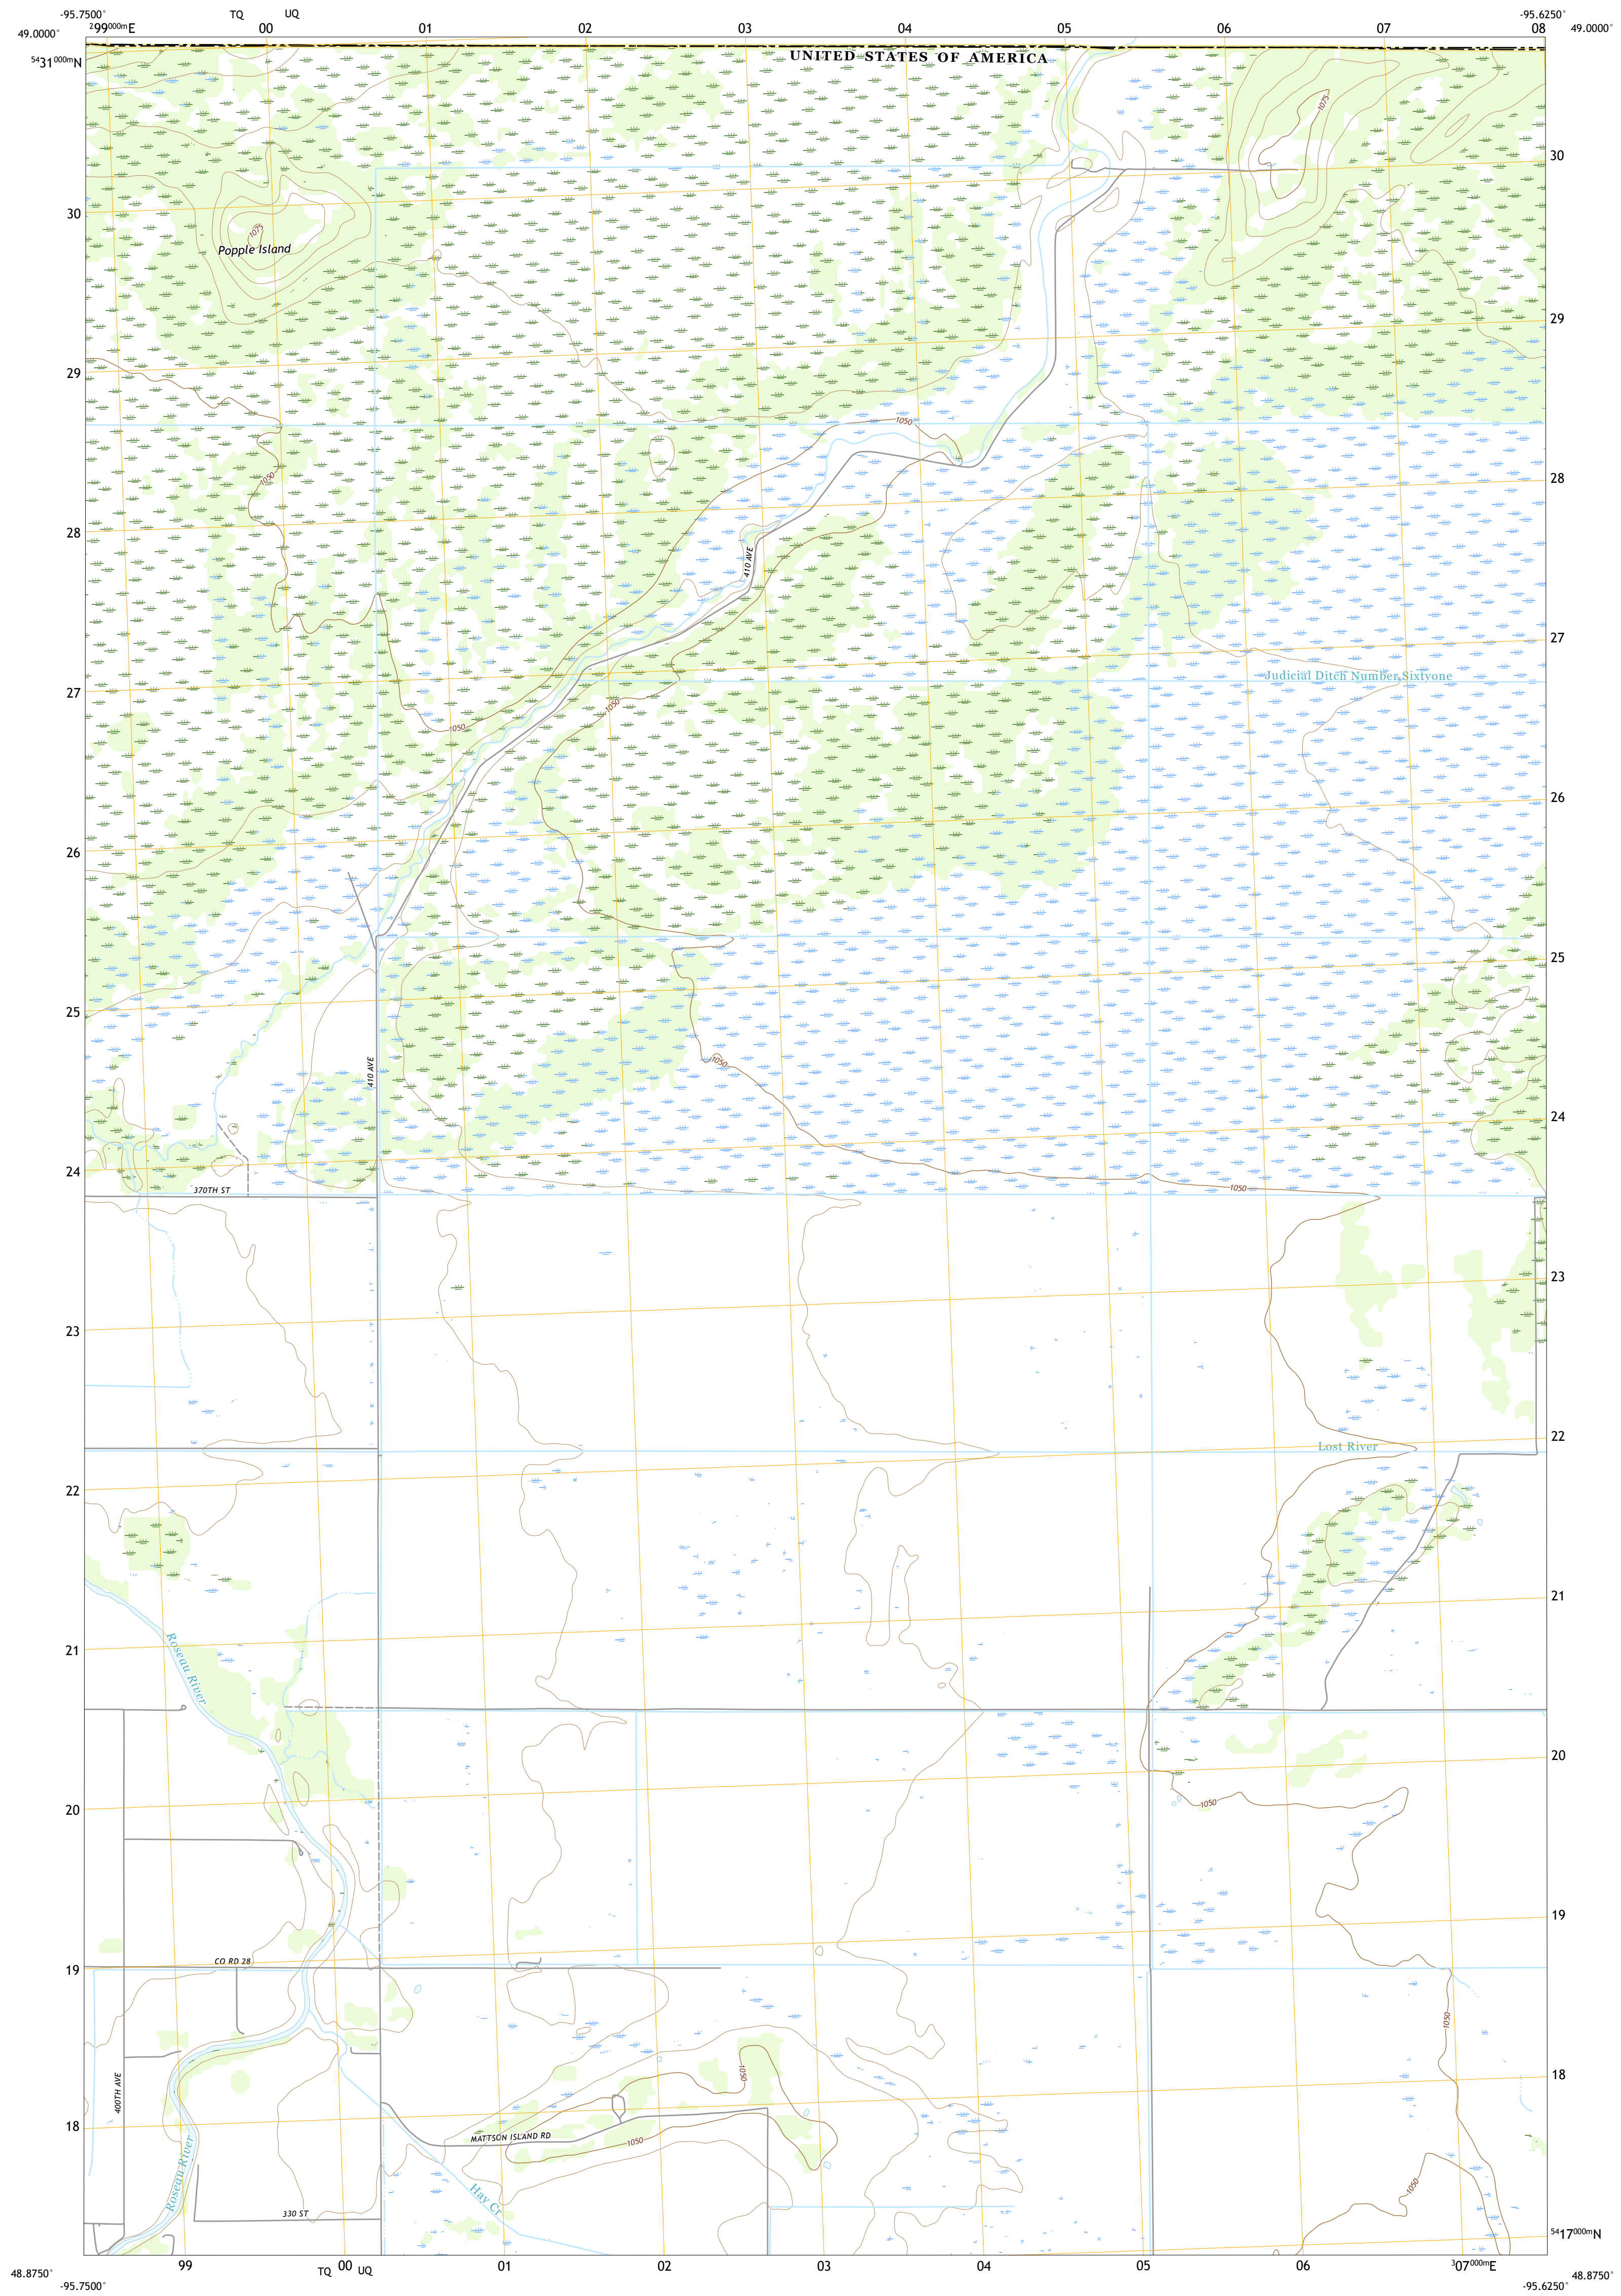 -95.7500° TQ UQ -95.6250°
49.0000° 299000mE 00 01 02 03 04 05 06 07 08 49.0000°
5431000mN
UNITED STATES OF AMERICA
1075
30
30
1075
Popple Island
29
29
1050
1050
28
28
410 AVE
27
Judicial Ditch Number Sixtyone
27
1050
1050
26
26
25
25
1050
410 AVE
24
24
370TH ST
1050
23
23
22
Lost River
22
21
Roseau River
21
20
1050
20
19
CO RD 28
19
1050
1050
18
400TH AVE
18
MATTSON ISLAND RD
1050
Roseau River
Hay Cr
1050
330 ST
5417000mN
99 00 01 02 03 04 05 06 307000mE
48.8750° TQ UQ 48.8750°
-95.7500° -95.6250°